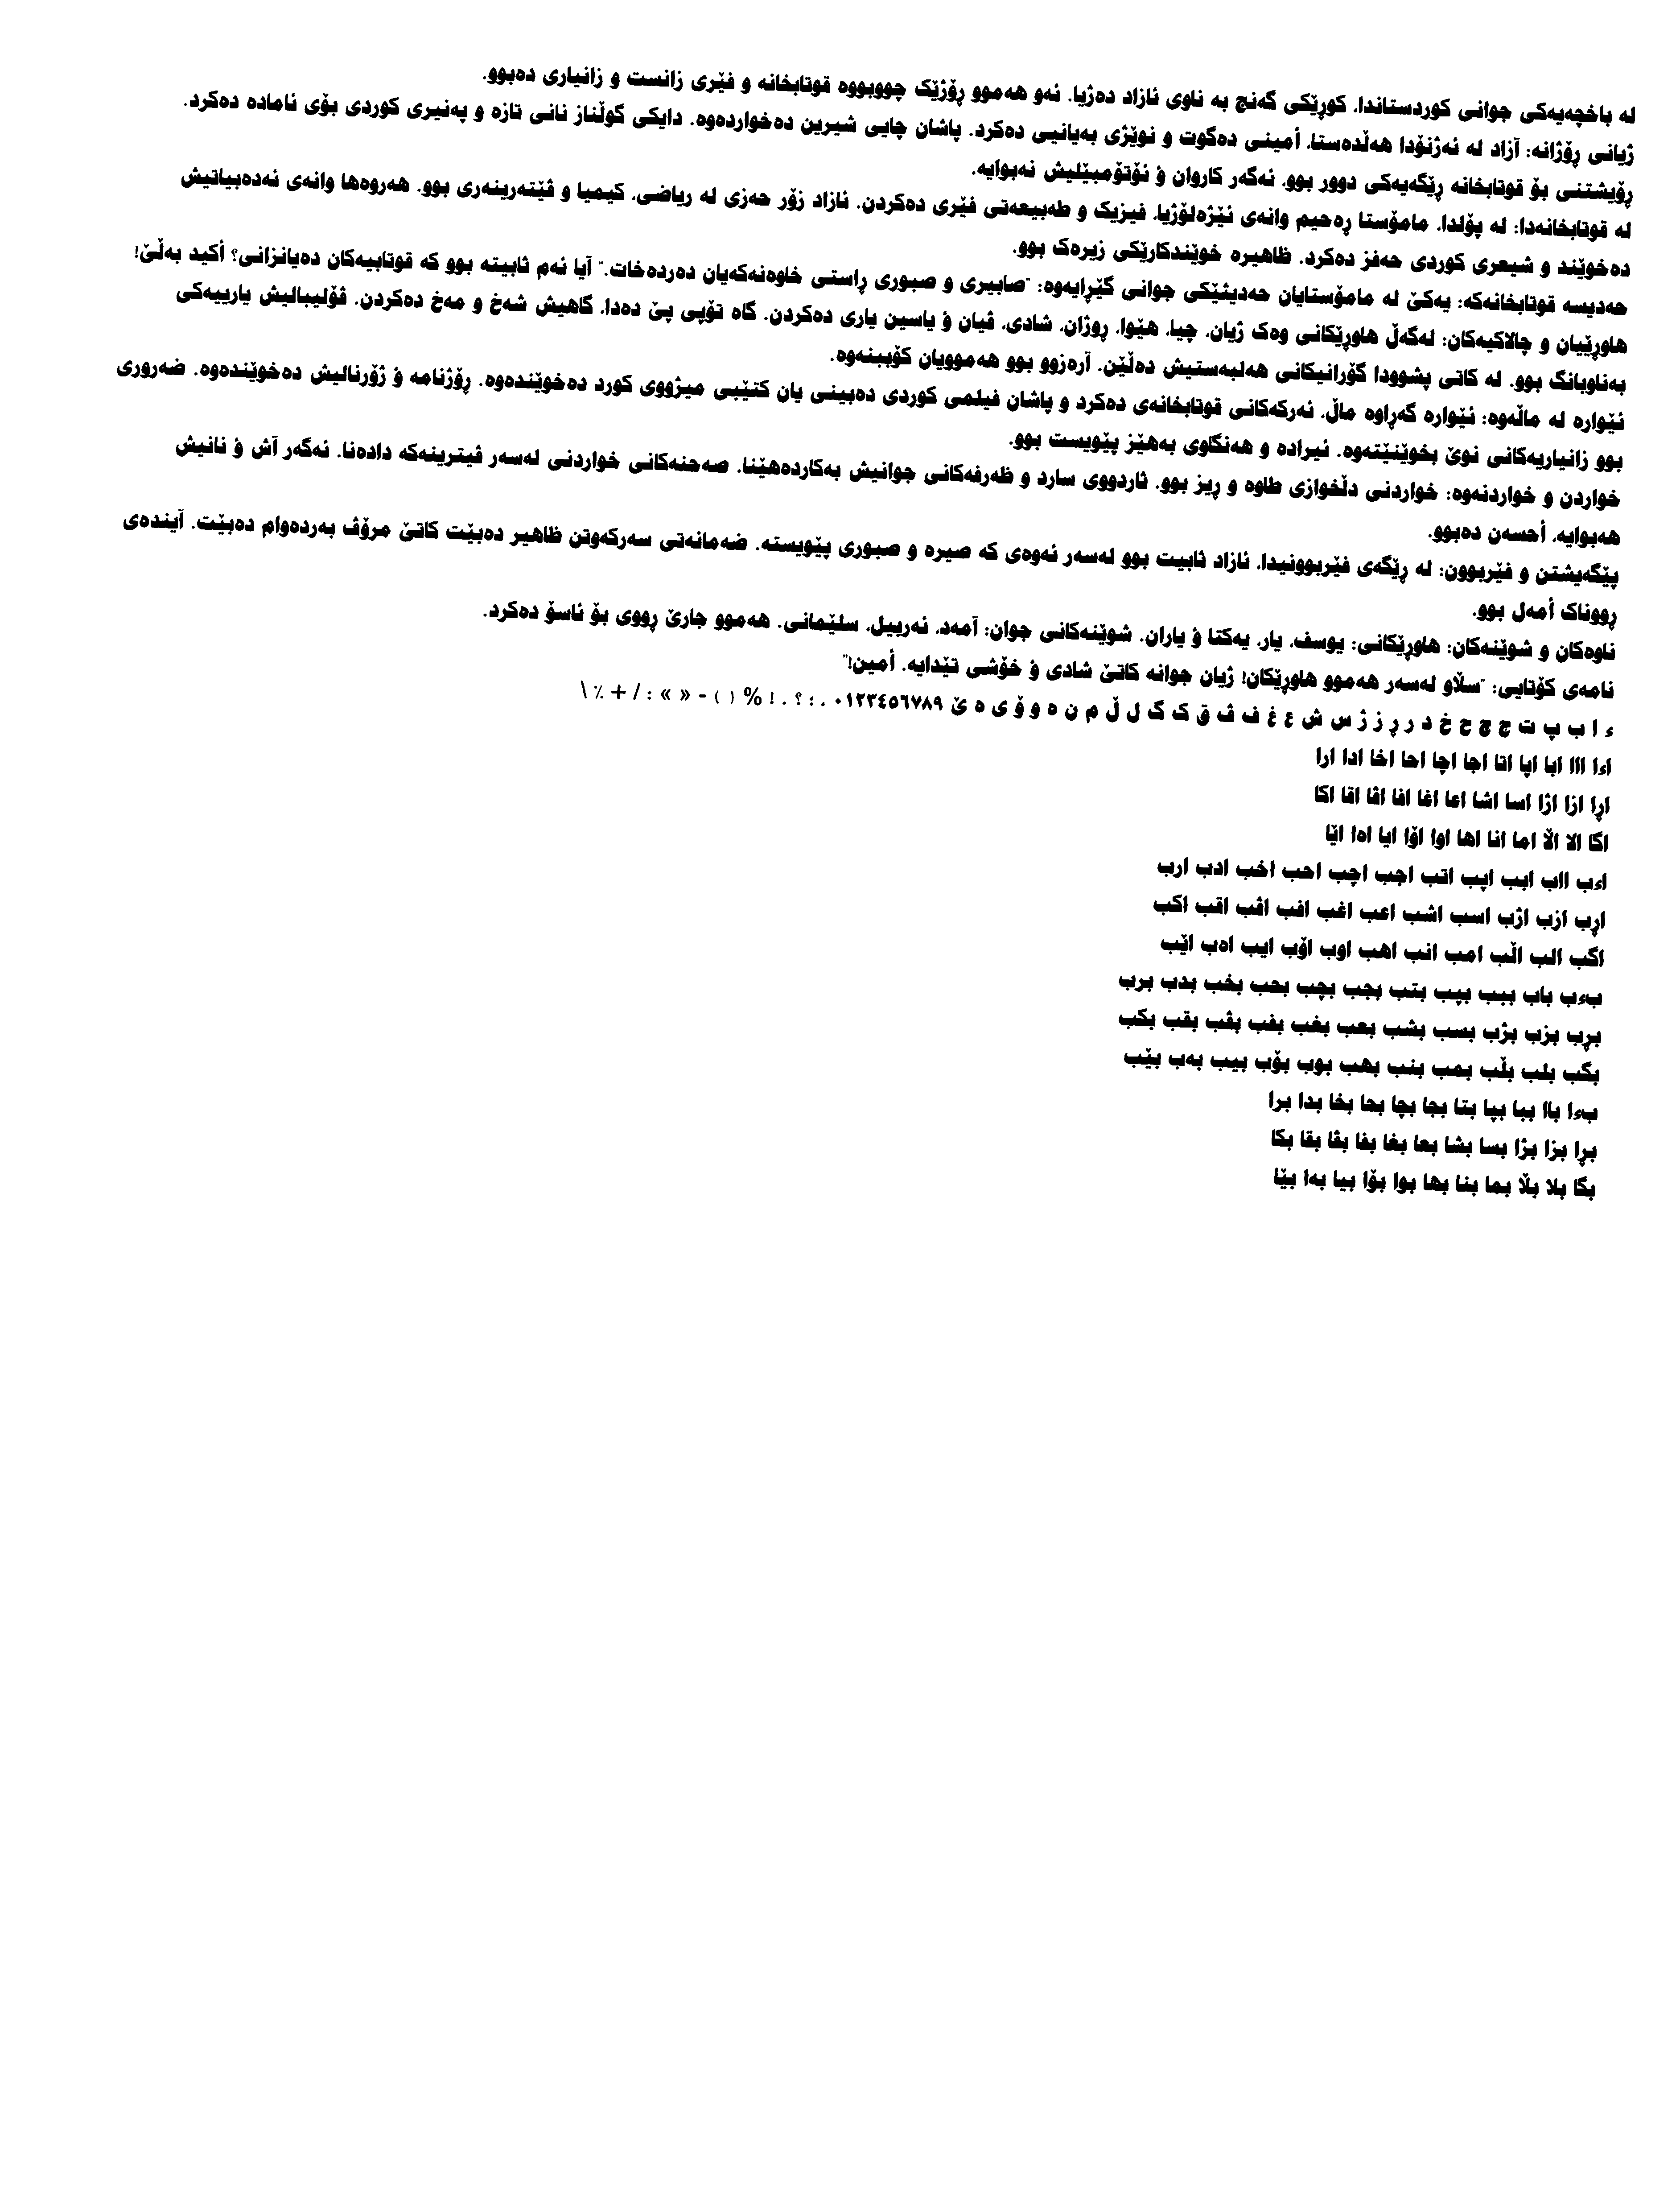 لە باخچەیەکی جوانی کوردستاندا، کوڕێکی گەنج بە ناوی ئازاد دەژیا. ئەو هەموو ڕۆژێک چووبووە قوتابخانە و فێری زانست و زانیاری دەبوو.
ژیانی ڕۆژانە: آزاد لە ئەژنۆدا هەڵدەستا، أمینی دەگوت و نوێژی بەیانیی دەکرد. پاشان چایی شیرین دەخواردەوە. دایکی گوڵناز نانی تازە و پەنیری کوردی بۆی ئامادە دەکرد.
ڕۆیشتنی بۆ قوتابخانە ڕێگەیەکی دوور بوو، ئەگەر کاروان ؤ ئۆتۆمبێلیش نەبوایە.
لە قوتابخانەدا: لە پۆلدا، مامۆستا ڕەحیم وانەی ئێژەلۆژیا، فیزیک و طەبیعەتی فێری دەکردن. ئازاد زۆر حەزی لە ریاضی، کیمیا و ڤێتەرینەری بوو. هەروەها وانەی ئەدەبیاتیش
دەخوێند و شیعری کوردی حەفز دەکرد. ظاهیرە خوێندکارێکی زیرەک بوو.
حەدیسە قوتابخانەکە: یەکێ لە مامۆستایان حەدیثێکی جوانی گێڕایەوە: "صابیری و صبوری ڕاستی خاوەنەکەیان دەردەخات." آیا ئەم ثابیتە بوو کە قوتابیەکان دەیانزانی؟ أکید بەڵێ!
هاوڕێیان و چالاکیەکان: لەگەڵ هاوڕێکانی وەک ژیان، چیا، هێوا، ڕوژان، شادی، ڤیان ؤ یاسین یاری دەکردن. گاە تۆپی پێ دەدا، گاهیش شەخ و مەخ دەکردن. ڤۆلیبالیش یارییەکی
بەناوبانگ بوو. لە کاتی پشوودا گۆرانیکانی هەلبەستیش دەڵێن. آرەزوو بوو هەموویان کۆببنەوە.
ئێوارە لە ماڵەوە: ئێوارە گەڕاوە ماڵ، ئەرکەکانی قوتابخانەی دەکرد و پاشان فیلمی کوردی دەبینی یان کتێبی میژووی کورد دەخوێندەوە. ڕۆژنامە ؤ ژۆرنالیش دەخوێندەوە. ضەروری
بوو زانیاریەکانی نوێ بخوێنێتەوە. ئیرادە و هەنگاوی بەهێز پێویست بوو.
خواردن و خواردنەوە: خواردنی دڵخوازی طاوە و ڕیز بوو. ئاردووی سارد و ظەرفەکانی جوانیش بەکاردەهێنا. صەحنەکانی خواردنی لەسەر ڤیترینەکە دادەنا. ئەگەر آش ؤ نانیش
هەبوایە، أحسەن دەبوو.
پێگەیشتن و فێربوون: لە ڕێگەی فێربوونیدا، ئازاد ثابیت بوو لەسەر ئەوەی کە صیرە و صبوری پێویستە. ضەمانەتی سەرکەوتن ظاهیر دەبێت کاتێ مرۆڤ بەردەوام دەبێت. آیندەی
ڕووناک أمەل بوو.
ناوەکان و شوێنەکان: هاوڕێکانی: یوسف، یار، یەکتا ؤ یاران. شوێنەکانی جوان: آمەد، ئەربیل، سلێمانی. هەموو جارێ ڕووی بۆ ئاسۆ دەکرد.
نامەی کۆتایی: "سڵاو لەسەر هەموو هاوڕێکان! ژیان جوانە کاتێ شادی ؤ خۆشی تێدایە. أمین!"
ء ا ب پ ت ج چ ح خ د ر ڕ ز ژ س ش ع غ ف ڤ ق ک گ ل ڵ م ن ه و ۆ ی ە ێ ٠١٢٣٤٥٦٧٨٩ ، ؛ ؟ . ! % ( ) - « » : / + ٪ \
اءا ااا ابا اپا اتا اجا اچا احا اخا ادا ارا
اڕا ازا اژا اسا اشا اعا اغا افا اڤا اقا اکا
اگا الا اڵا اما انا اها اوا اۆا ایا اەا اێا
اءب ااب ابب اپب اتب اجب اچب احب اخب ادب ارب
اڕب ازب اژب اسب اشب اعب اغب افب اڤب اقب اکب
اگب الب اڵب امب انب اهب اوب اۆب ایب اەب اێب
بءب باب ببب بپب بتب بجب بچب بحب بخب بدب برب
بڕب بزب بژب بسب بشب بعب بغب بفب بڤب بقب بکب
بگب بلب بڵب بمب بنب بهب بوب بۆب بیب بەب بێب
بءا باا ببا بپا بتا بجا بچا بحا بخا بدا برا
بڕا بزا بژا بسا بشا بعا بغا بفا بڤا بقا بکا
بگا بلا بڵا بما بنا بها بوا بۆا بیا بەا بێا